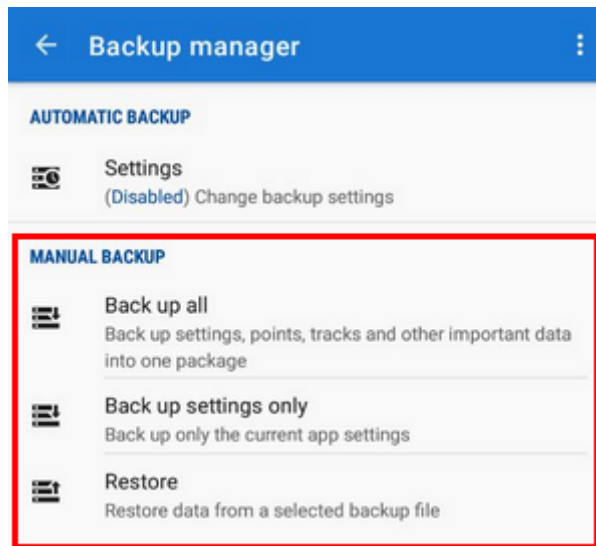 Backup manager
AUTOMATIC BACKUP
Settings
(Disabled) Change backup settings
MANUAL BACKUP
Back up all
Back up settings, points, tracks and other important data
into one package
Back up settings only
Back up only the current app settings
Restore
Restore data from a selected backup file